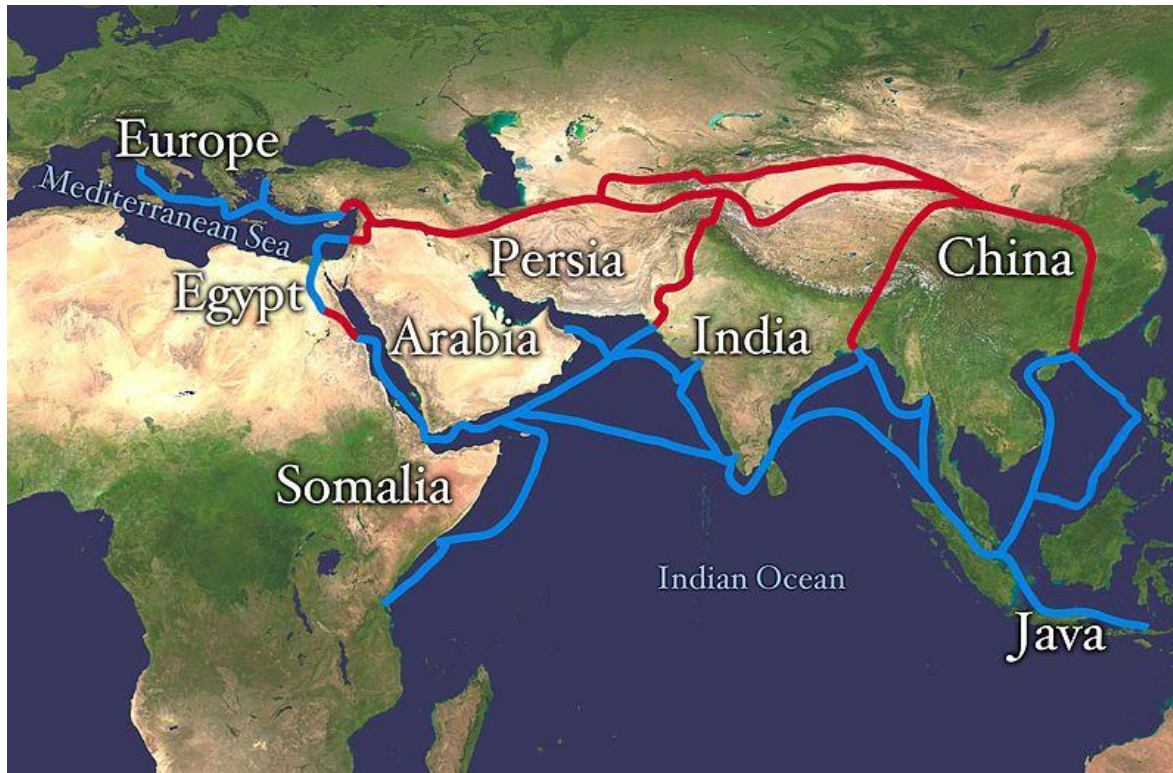 Europe
Mediterranean Sea
Egypt
Arabia
Persia
India
China
Somalia
Indian Ocean
Java